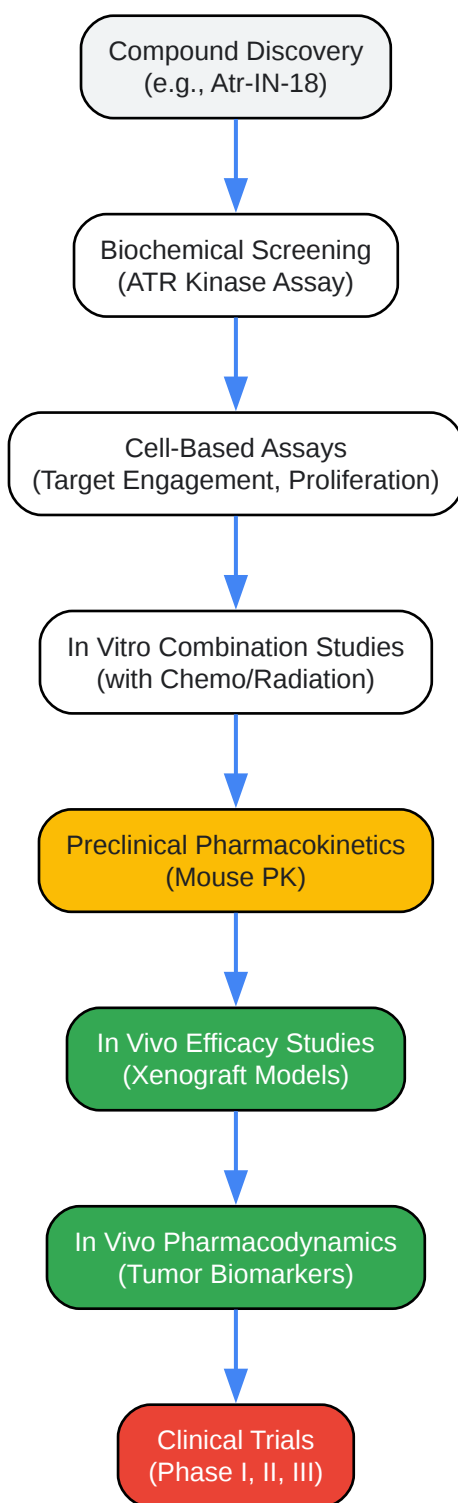 Compound Discovery
(e.g., Atr-IN-18)
Biochemical Screening
(ATR Kinase Assay)
Cell-Based Assays
(Target Engagement, Proliferation)
In Vitro Combination Studies
(with Chemo/Radiation)
Preclinical Pharmacokinetics
(Mouse PK)
In Vivo Efficacy Studies
(Xenograft Models)
In Vivo Pharmacodynamics
(Tumor Biomarkers)
Clinical Trials
(Phase I, II, III)